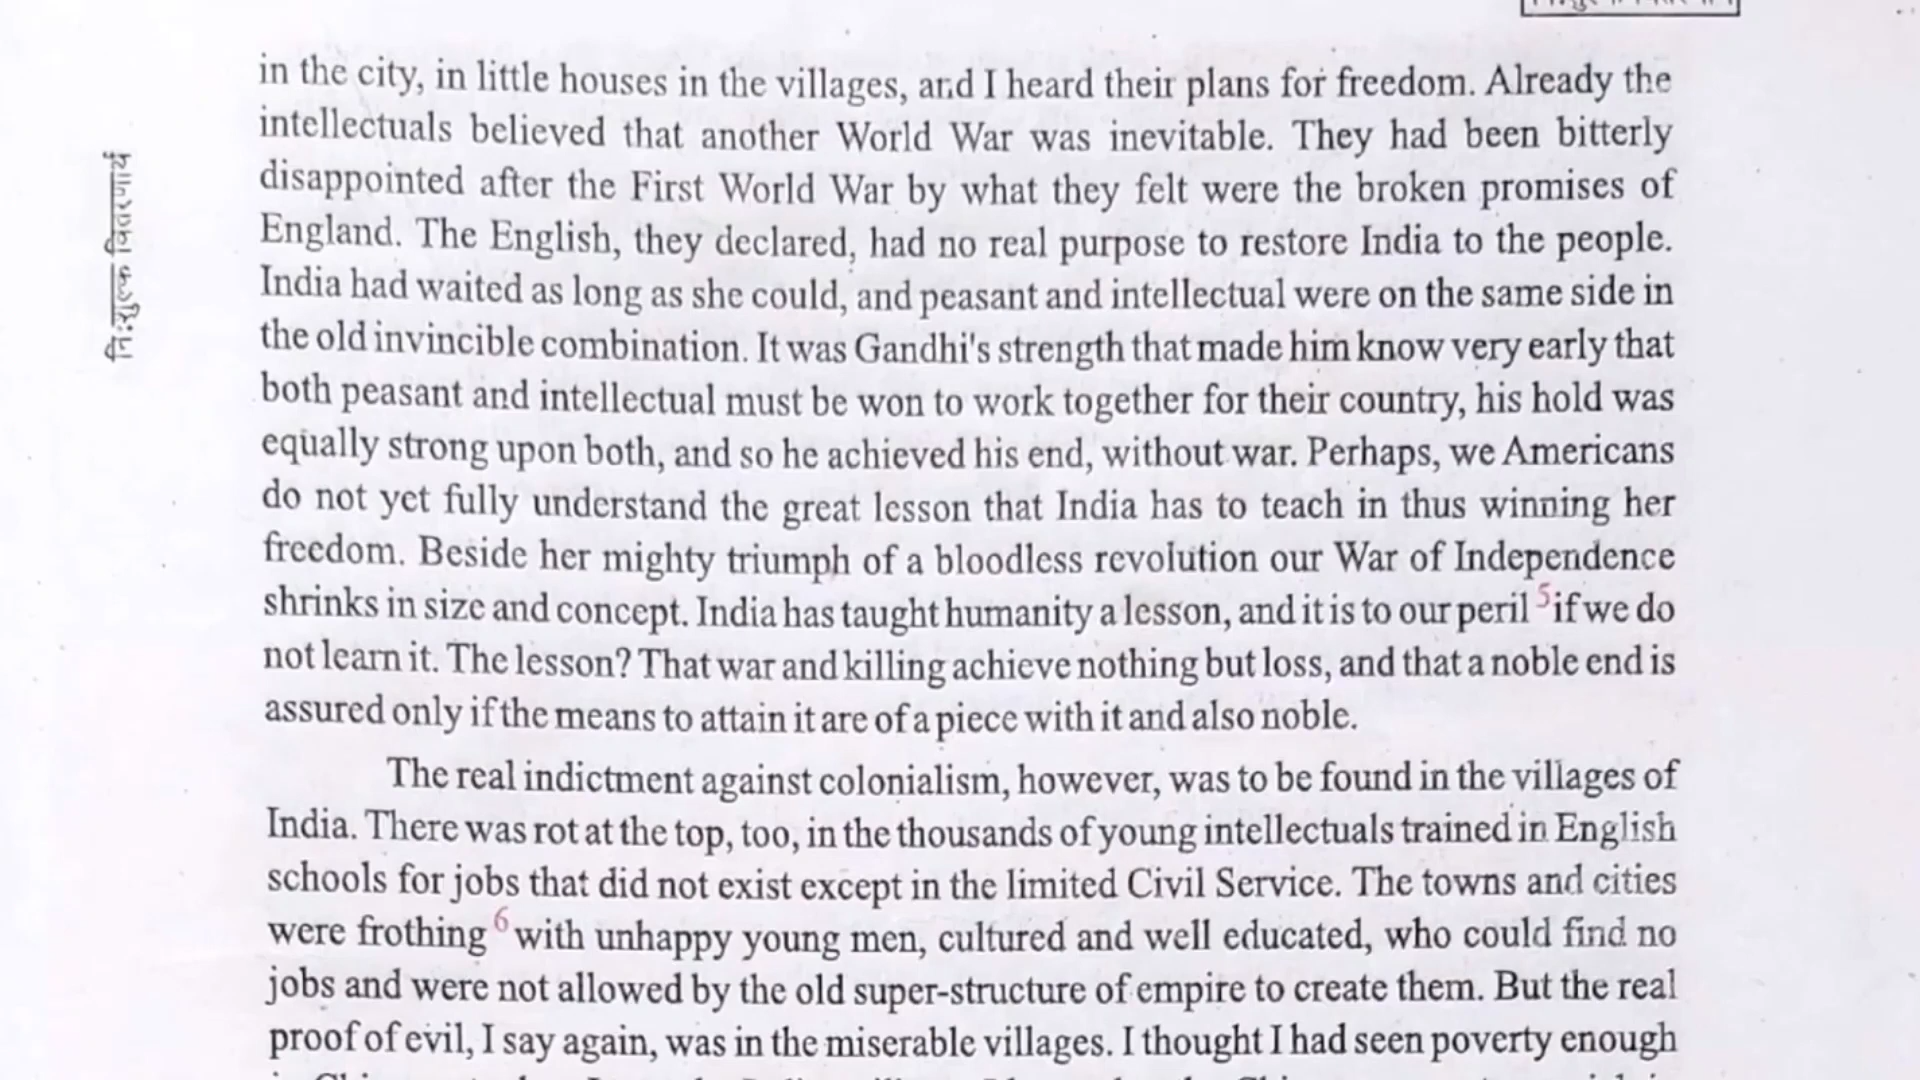 in the city, in little houses in the villages, and I heard their plans for freedom. Already the
intellectuals believed that another World War was inevitable. They had been bitterly
disappointed after the First World War by what they felt were the broken promises of
England. The English, they declared, had no real purpose to restore India to the people.
India had waited as long as she could, and peasant and intellectual were on the same side in
the old invincible combination. It was Gandhi's strength that made him know very early that
both peasant and intellectual must be won to work together for their country, his hold was
equally strong upon both, and so he achieved his end, without war. Perhaps, we Americans
do not yet fully understand the great lesson that India has to teach in thus winning her
freedom. Beside her mighty triumph of a bloodless revolution our War of Independence
shrinks in size and concept. India has taught humanity a lesson, and it is to our peril 5 if we do
not learn it. The lesson? That war and killing achieve nothing but loss, and that a noble end is
assured only if the means to attain it are of a piece with it and also noble.
The real indictment against colonialism, however, was to be found in the villages of
India. There was rot at the top, too, in the thousands of young intellectuals trained in English
schools for jobs that did not exist except in the limited Civil Service. The towns and cities
were frothing 6 with unhappy young men, cultured and well educated, who could find no
jobs and were not allowed by the old super-structure of empire to create them. But the real
proof of evil, I say again, was in the miserable villages. I thought I had seen poverty enough